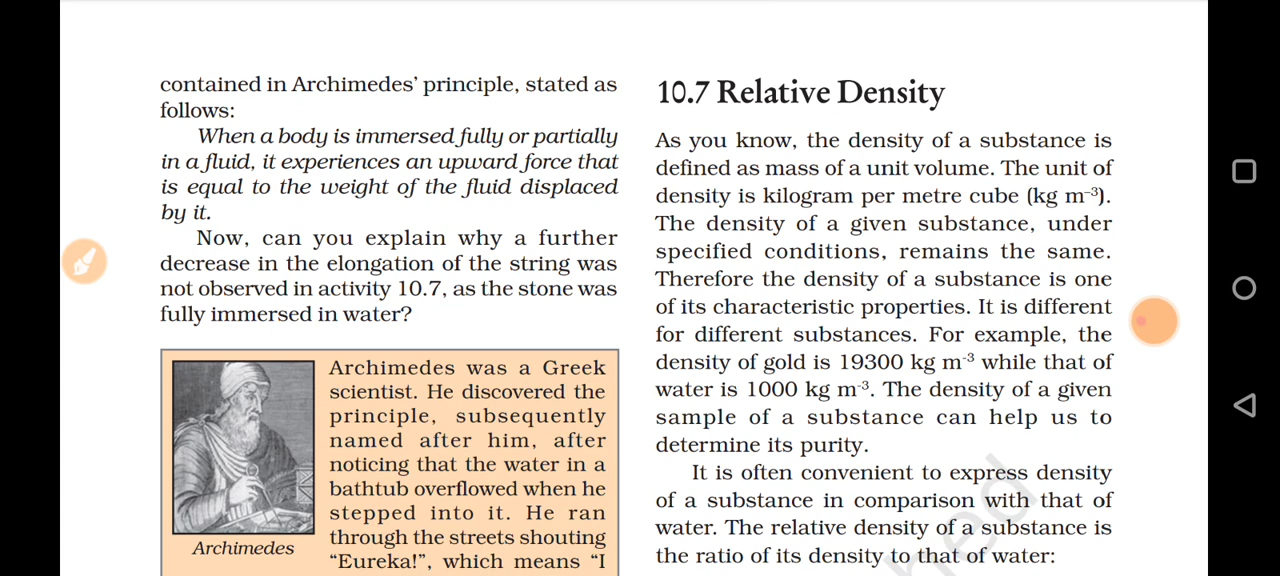 contained in Archimedes' principle, stated as
follows:
When a body is immersed fully or partially
in a fluid, it experiences an upward force that
is equal to the weight of the fluid displaced
by it.
Now, can you explain why a further
decrease in the elongation of the string was
not observed in activity 10.7, as the stone was
fully immersed in water?
Archimedes was a Greek
scientist. He discovered the
principle, subsequently
named after him, after
noticing that the water in a
bathtub overflowed when he
stepped into it. He ran
through the streets shouting
“Eureka!”, which means “I
Archimedes
10.7 Relative Density
As you know, the density of a substance is
defined as mass of a unit volume. The unit of
density is kilogram per metre cube (kg m⁻³).
The density of a given substance, under
specified conditions, remains the same.
Therefore the density of a substance is one
of its characteristic properties. It is different
for different substances. For example, the
density of gold is 19300 kg m⁻³ while that of
water is 1000 kg m⁻³. The density of a given
sample of a substance can help us to
determine its purity.
It is often convenient to express density
of a substance in comparison with that of
water. The relative density of a substance is
the ratio of its density to that of water:
hed